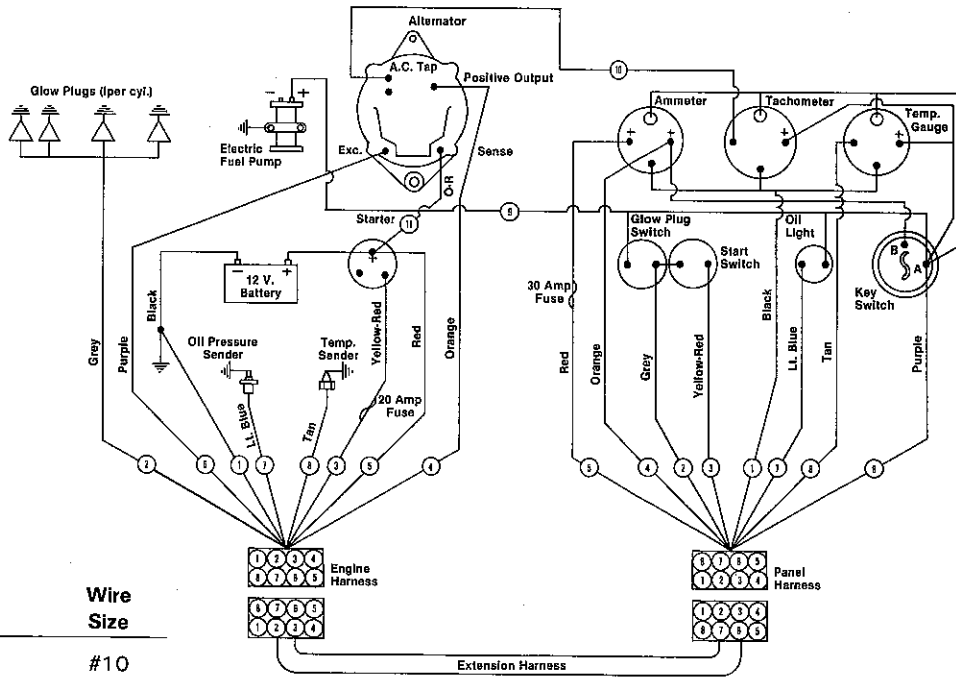 Alternator
A.C. Tap
Positive Output
Exc.
Sense
O-R
Glow Plugs (1per cyl.)
− +
Electric
Fuel Pump
10
Ammeter
Tachometer
Temp.
Gauge
+ + + +
Starter
11
9
+
− +
12 V.
Battery
Black
Oil Pressure
Sender
Temp.
Sender
Grey
Purple
Lt. Blue
Tan
Yellow-Red
20 Amp
Fuse
Red
Orange
Glow Plug
Switch
Start
Switch
Oil
Light
B
A
Key
Switch
30 Amp
Fuse
Red
Orange
Grey
Yellow-Red
Black
Lt. Blue
Tan
Purple
2 1 7 8 3 5 4
5 4 2 3 1 7 8 9
1 2 3 4
8 7 6 5
Engine
Harness
8 7 6 5
1 2 3 4
Panel
Harness
7 6 5
1 2 3 4
1 2 3 4
8 7 6 5
Extension Harness
Wire
Size
#10